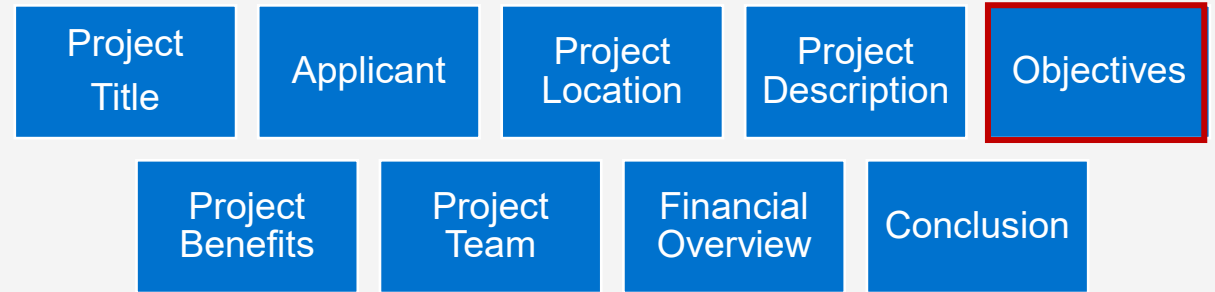 Project
Title
Applicant
Project
Location
Project
Description
Objectives
Project
Benefits
Project
Team
Financial
Overview
Conclusion